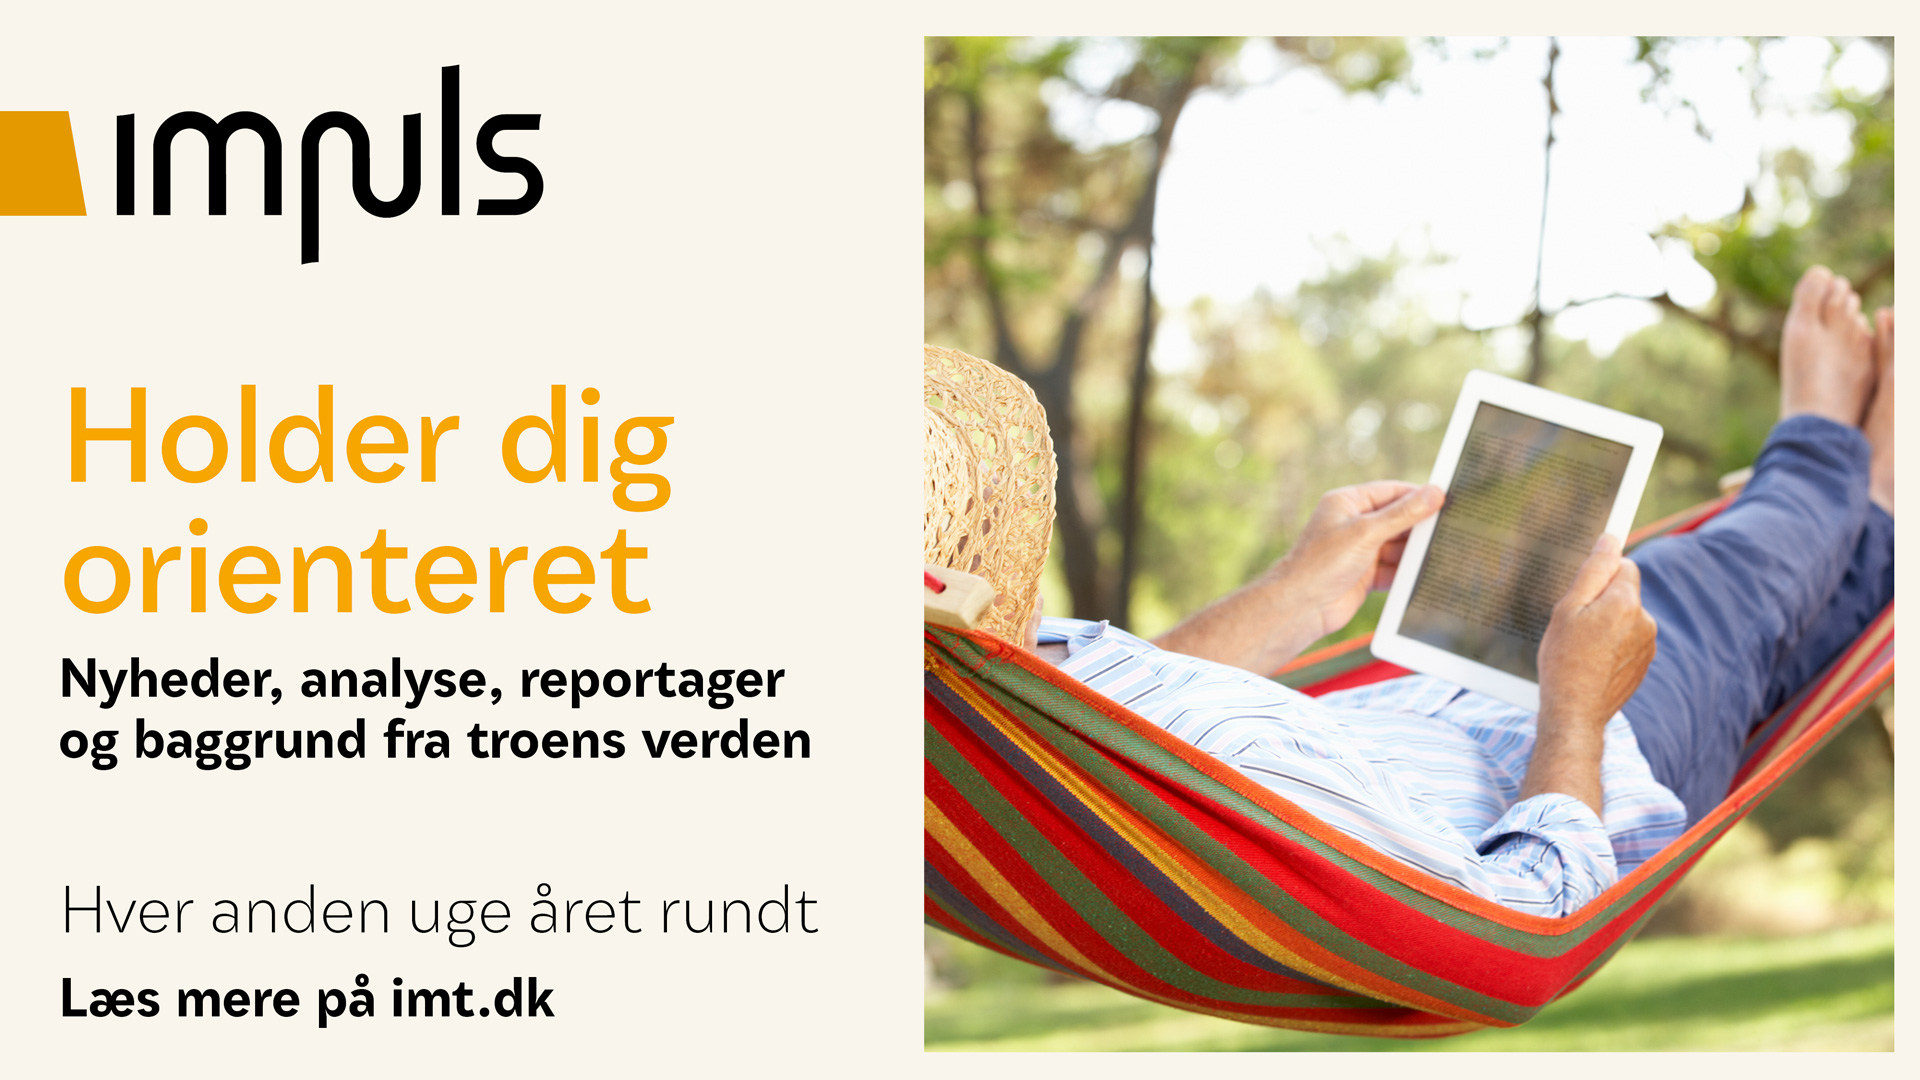 impuls
Holder dig
orienteret
Nyheder, analyse, reportager
og baggrund fra troens verden
Hver anden uge året rundt
Læs mere på imt.dk